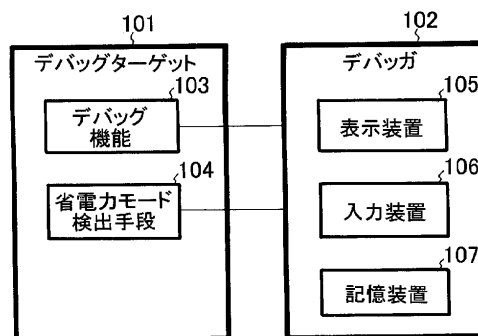 101
デバッグターゲット
103
デバッグ
機能
104
省電力モード
検出手段
102
デバッガ
105
表示装置
106
入力装置
107
記憶装置